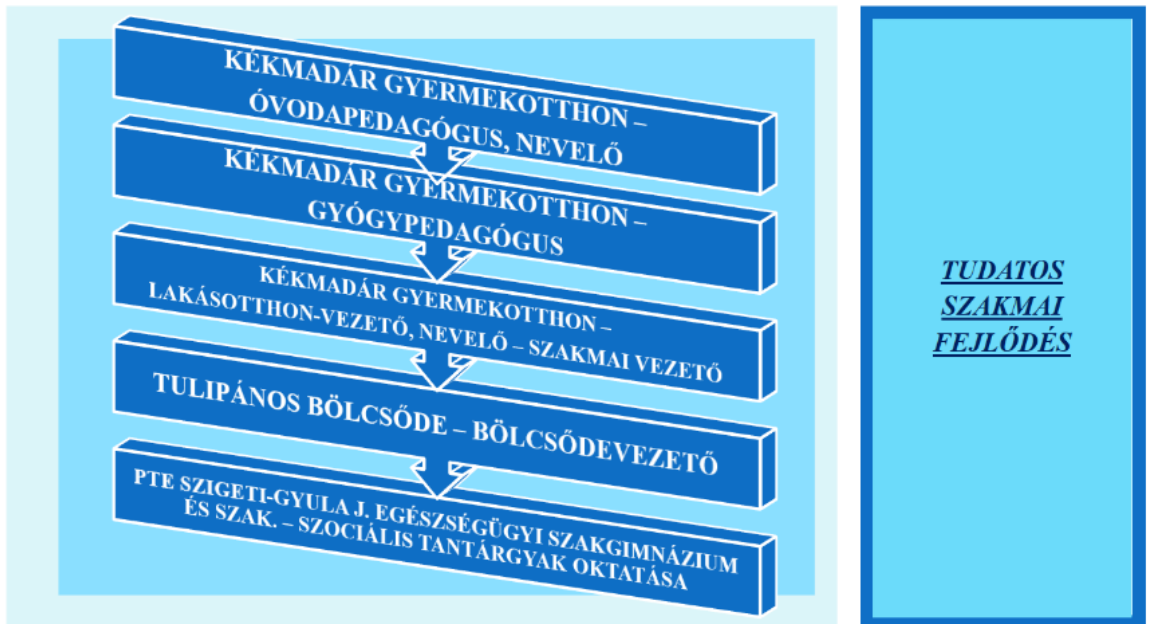 KÉKMADÁR GYERMEKOTTHON –
ÓVODAPEDAGÓGUS, NEVELŐ
KÉKMADÁR GYERMEKOTTHON –
GYÓGYPEDAGÓGUS
KÉKMADÁR GYERMEKOTTHON –
LAKÁSOTTHON-VEZETŐ, NEVELŐ – SZAKMAI VEZETŐ
TULIPÁNOS BÖLCSŐDE – BÖLCSŐDEVEZETŐ
PTE SZIGETI-GYULA J. EGÉSZSÉGÜGYI SZAKGIMNÁZIUM
ÉS SZAK. – SZOCIÁLIS TANTÁRGYAK OKTATÁSA
TUDATOS
SZAKMAI
FEJLŐDÉS